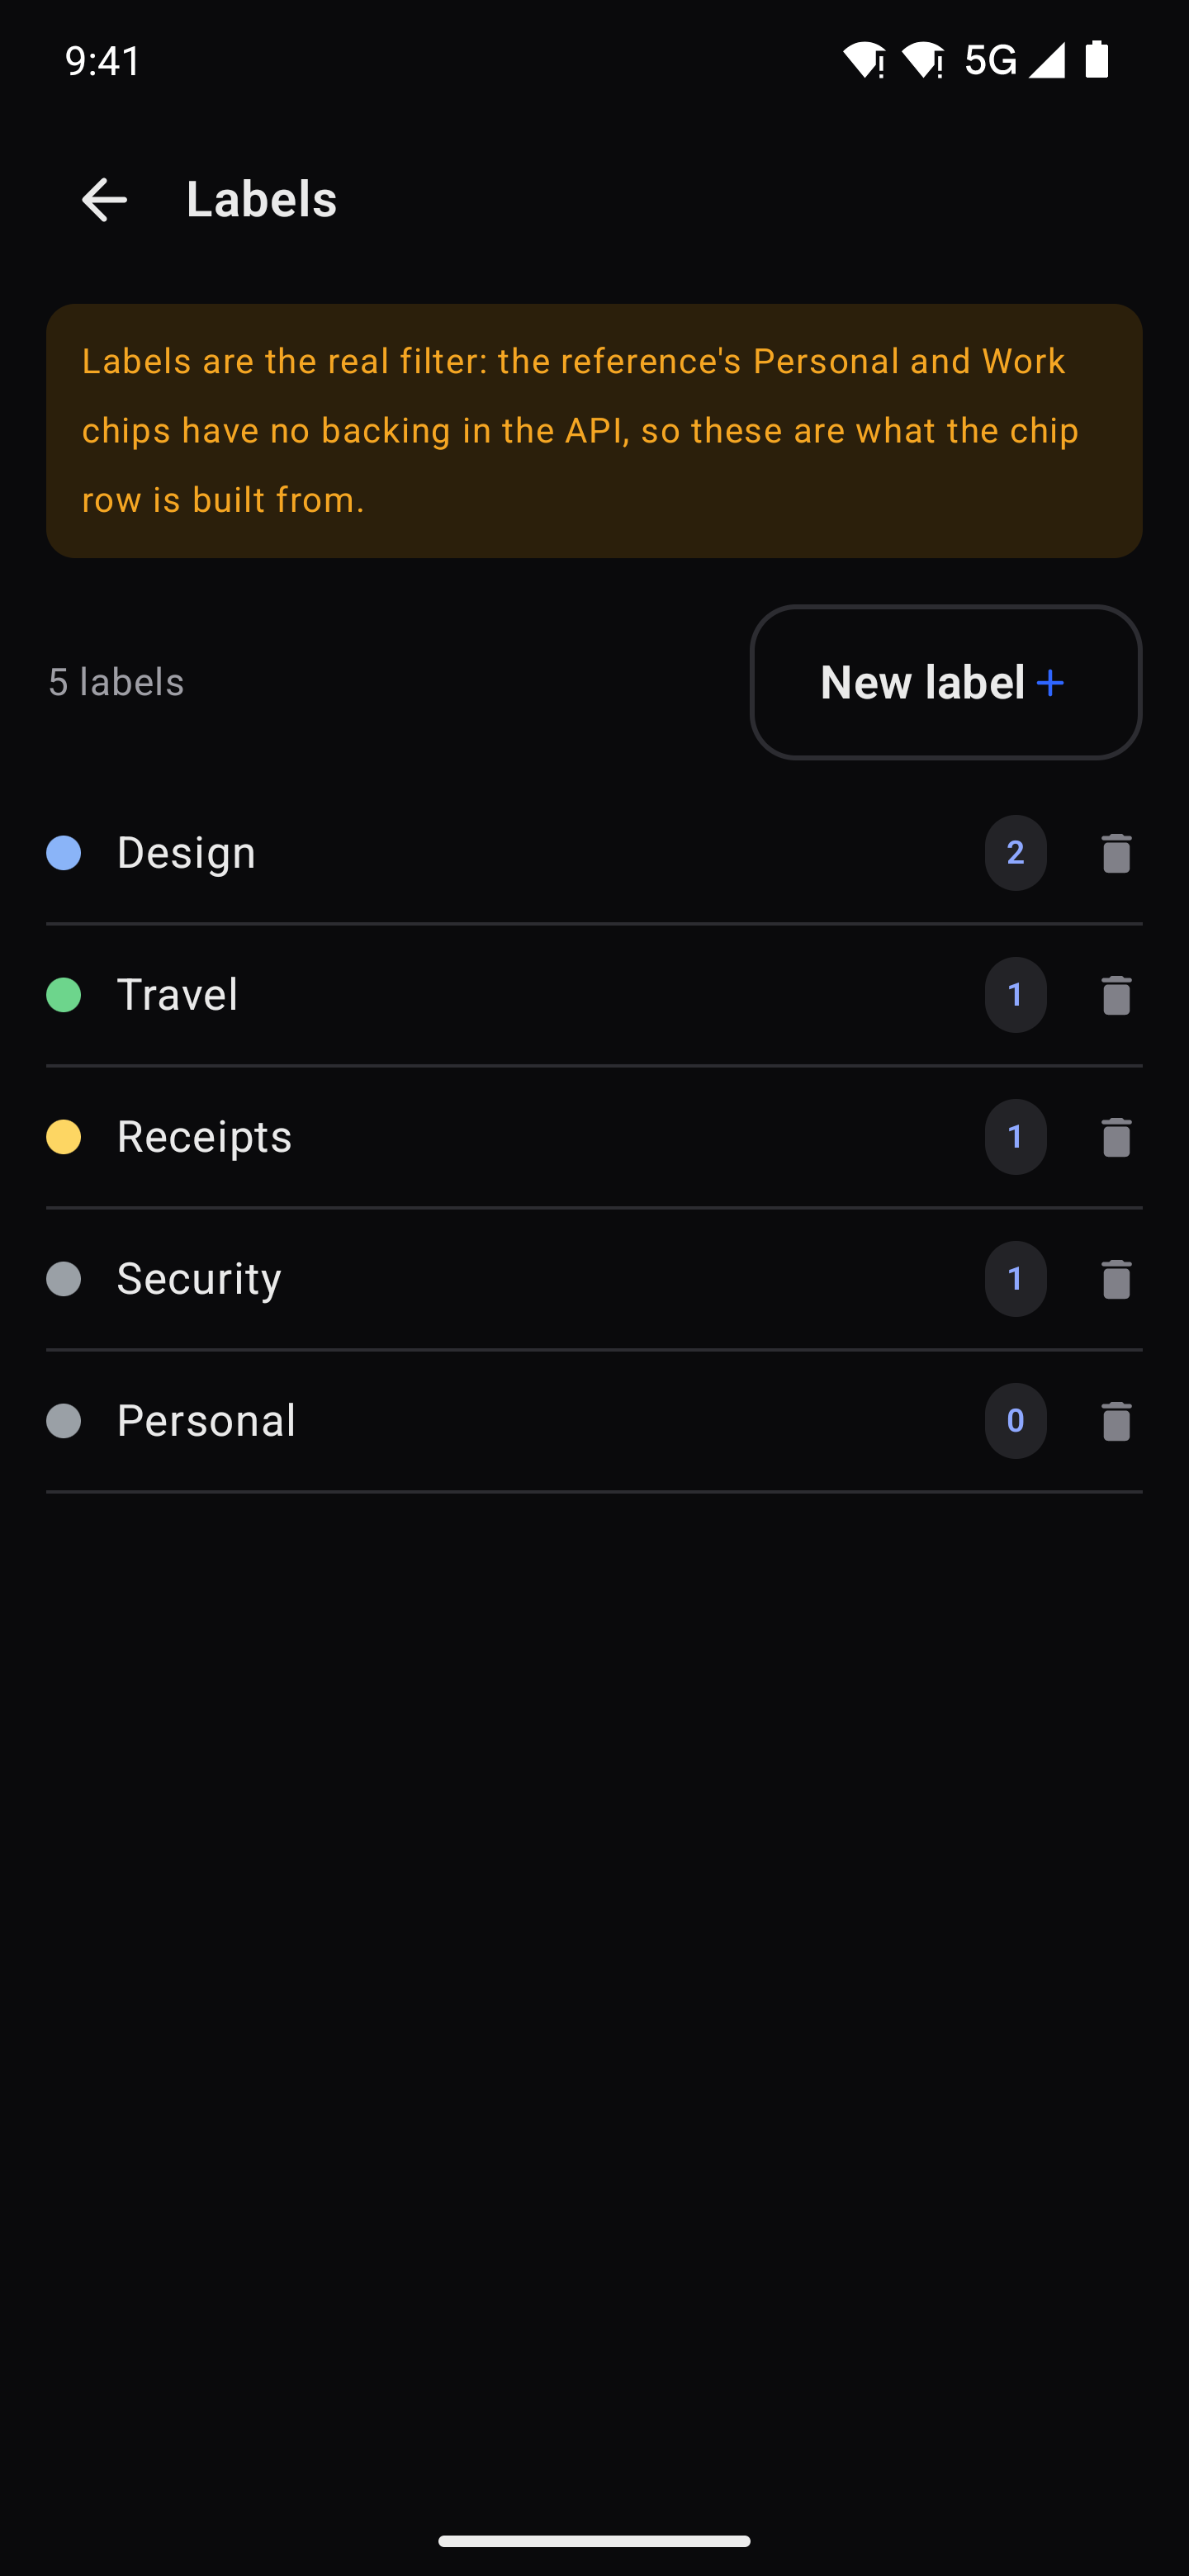 9:41
5G
Labels
Labels are the real filter: the reference's Personal and Work
chips have no backing in the API, so these are what the chip
row is built from.
5 labels
New label +
Design 2
Travel 1
Receipts 1
Security 1
Personal 0